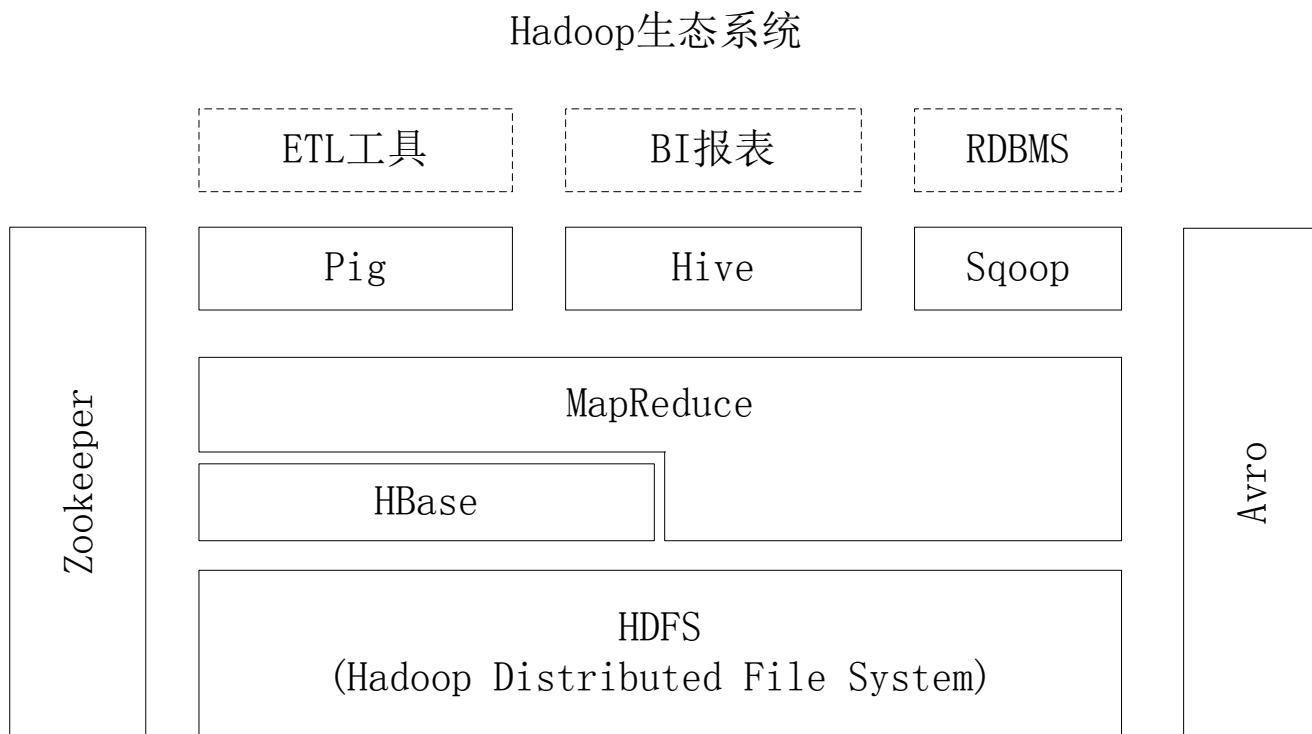 Hadoop生态系统
ETL工具
BI报表
RDBMS
Pig
Hive
Sqoop
Zookeeper
MapReduce
HBase
Avro
HDFS
(Hadoop Distributed File System)